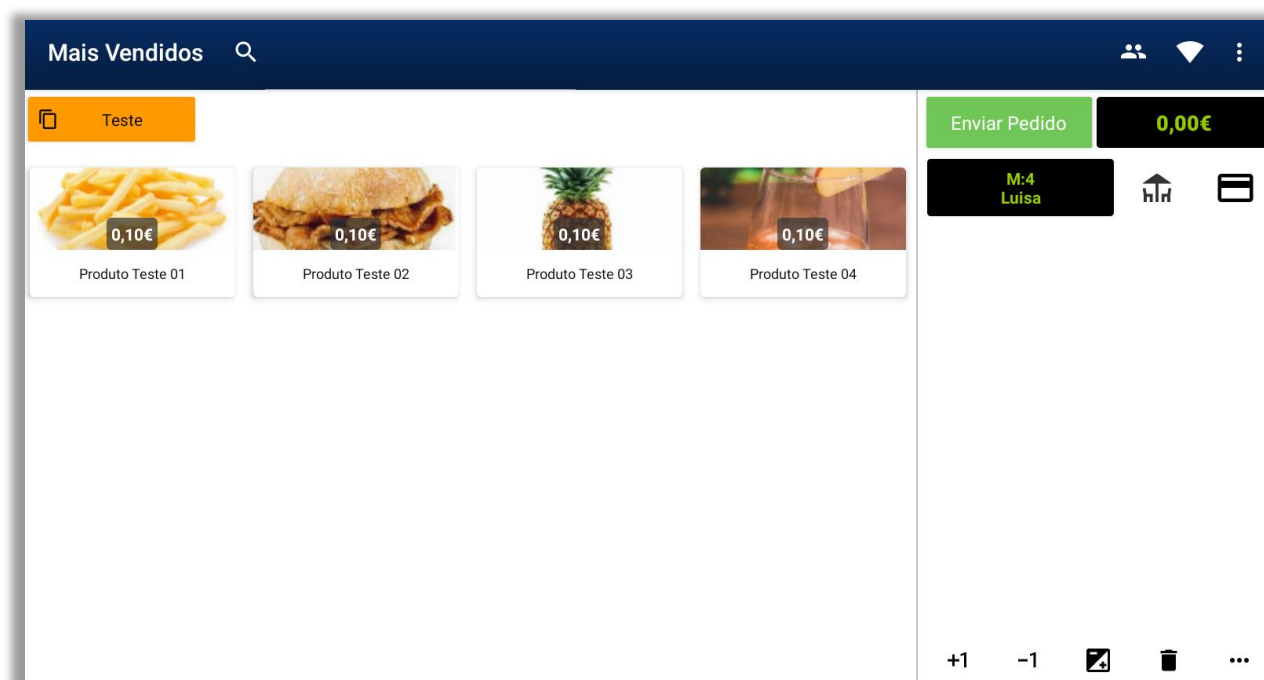 Mais Vendidos
Teste
Enviar Pedido
0,00€
M:4
Luisa
0,10€
0,10€
0,10€
0,10€
Produto Teste 01
Produto Teste 02
Produto Teste 03
Produto Teste 04
+1
−1